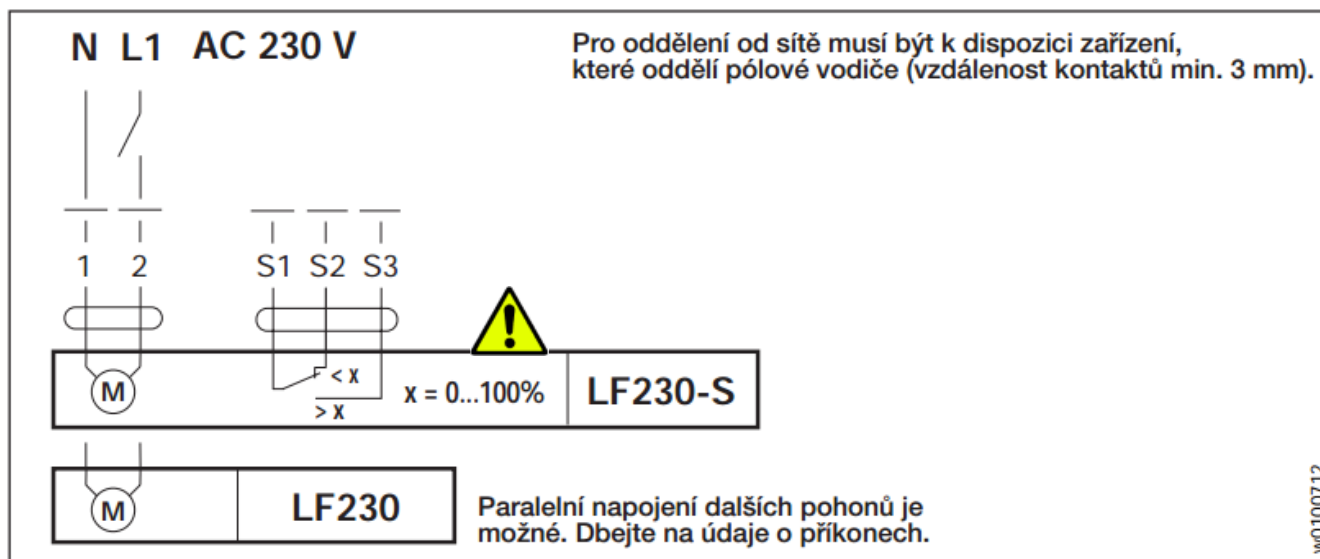 N L1 AC 230 V
Pro oddělení od sítě musí být k dispozici zařízení,
které oddělí pólové vodiče (vzdálenost kontaktů min. 3 mm).
1 2 S1 S2 S3
M
< x
> x
x = 0...100%
LF230-S
M
LF230
Paralelní napojení dalších pohonů je
možné. Dbejte na údaje o příkonech.
w0100712